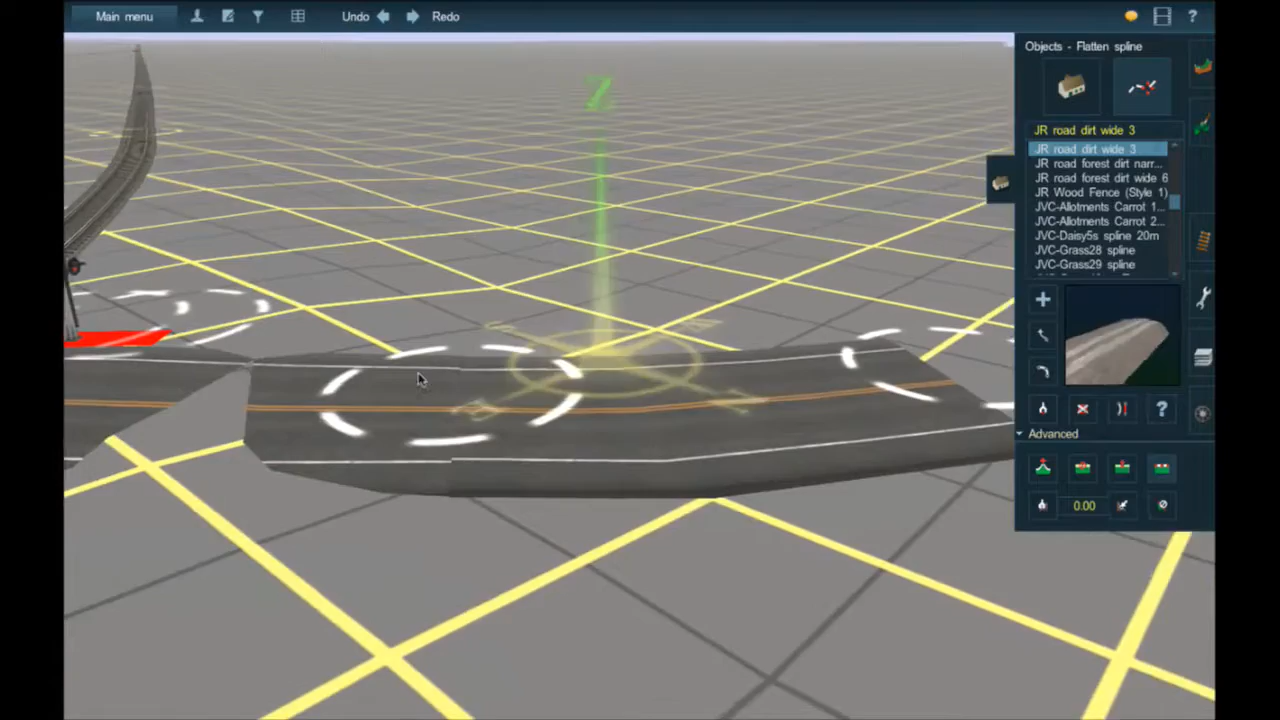 Main menu
Undo
Redo
?
Objects - Flatten spline
JR road dirt wide 3
JR road dirt wide 3
JR road forest dirt narr...
JR road forest dirt wide 6
JR Wood Fence (Style 1)
JVC-Allotments Carrot 1...
JVC-Allotments Carrot 2...
JVC-Daisy5s spline 20m
JVC-Grass28 spline
JVC-Grass29 spline
?
Advanced
0.00
Z